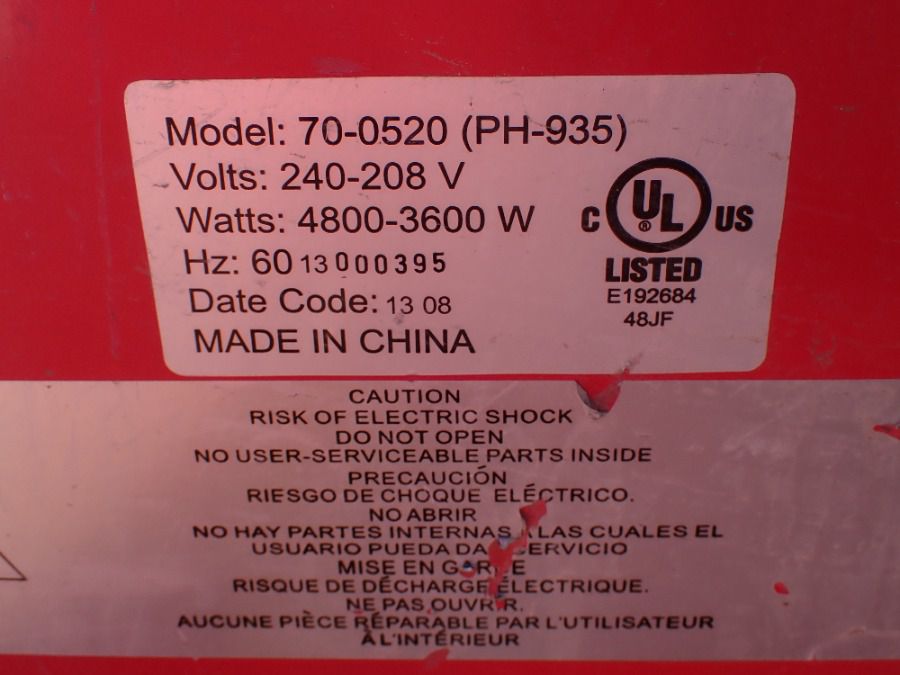 Model: 70-0520 (PH-935)
Volts: 240-208 V
Watts: 4800-3600 W
Hz: 60 13000395
Date Code: 13 08
MADE IN CHINA
C UL ® US
LISTED
E192684
48JF
CAUTION
RISK OF ELECTRIC SHOCK
DO NOT OPEN
NO USER-SERVICEABLE PARTS INSIDE
PRECAUCIÓN
RIESGO DE CHOQUE ELÉCTRICO.
NO ABRIR
NO HAY PARTES INTERNAS A LAS CUALES EL
USUARIO PUEDA SERVICIO
MISE EN GARDE
RISQUE DE DÉCHARGE ÉLECTRIQUE.
NE PAS OUVRIR.
AUCUNE PIÈCE RÉPARABLE PAR L'UTILISATEUR
À L'INTÉRIEUR